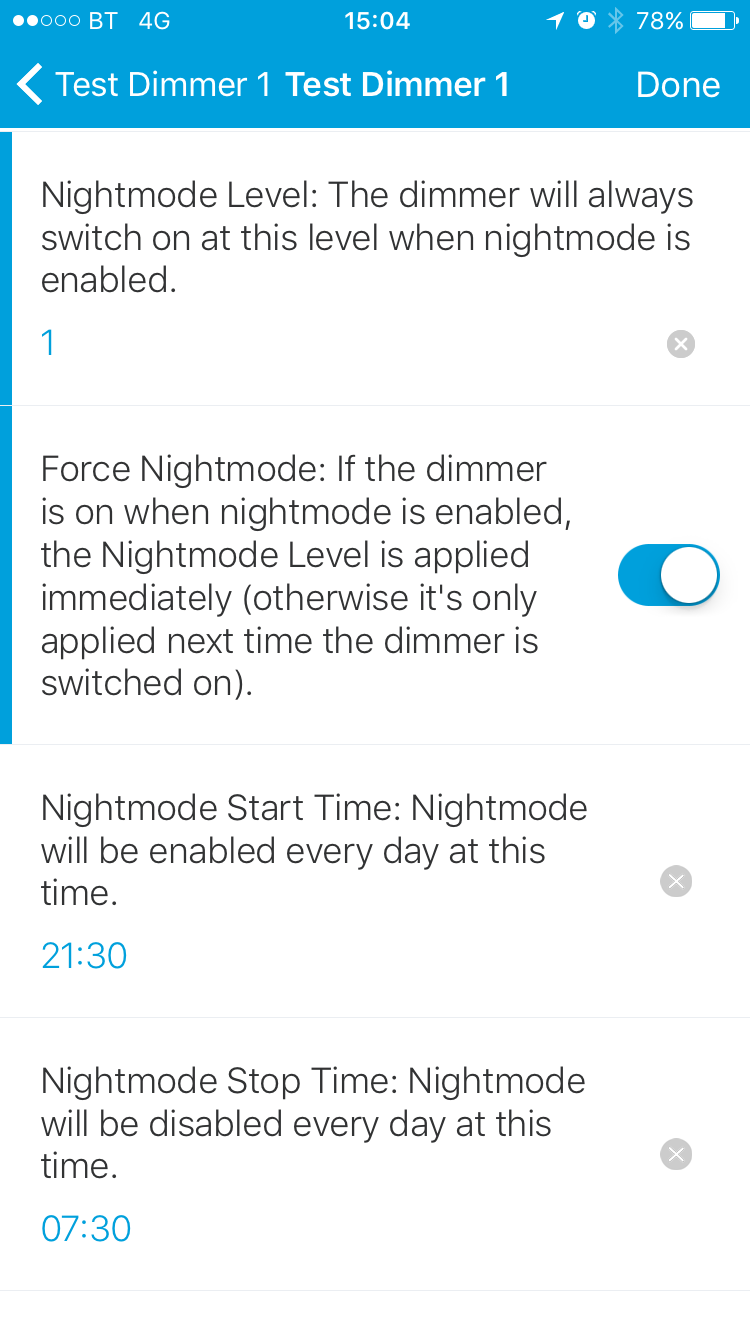 BT 4G 15:04 78%
Test Dimmer 1 Test Dimmer 1 Done
Nightmode Level: The dimmer will always
switch on at this level when nightmode is
enabled.
1
Force Nightmode: If the dimmer
is on when nightmode is enabled,
the Nightmode Level is applied
immediately (otherwise it's only
applied next time the dimmer is
switched on).
Nightmode Start Time: Nightmode
will be enabled every day at this
time.
21:30
Nightmode Stop Time: Nightmode
will be disabled every day at this
time.
07:30